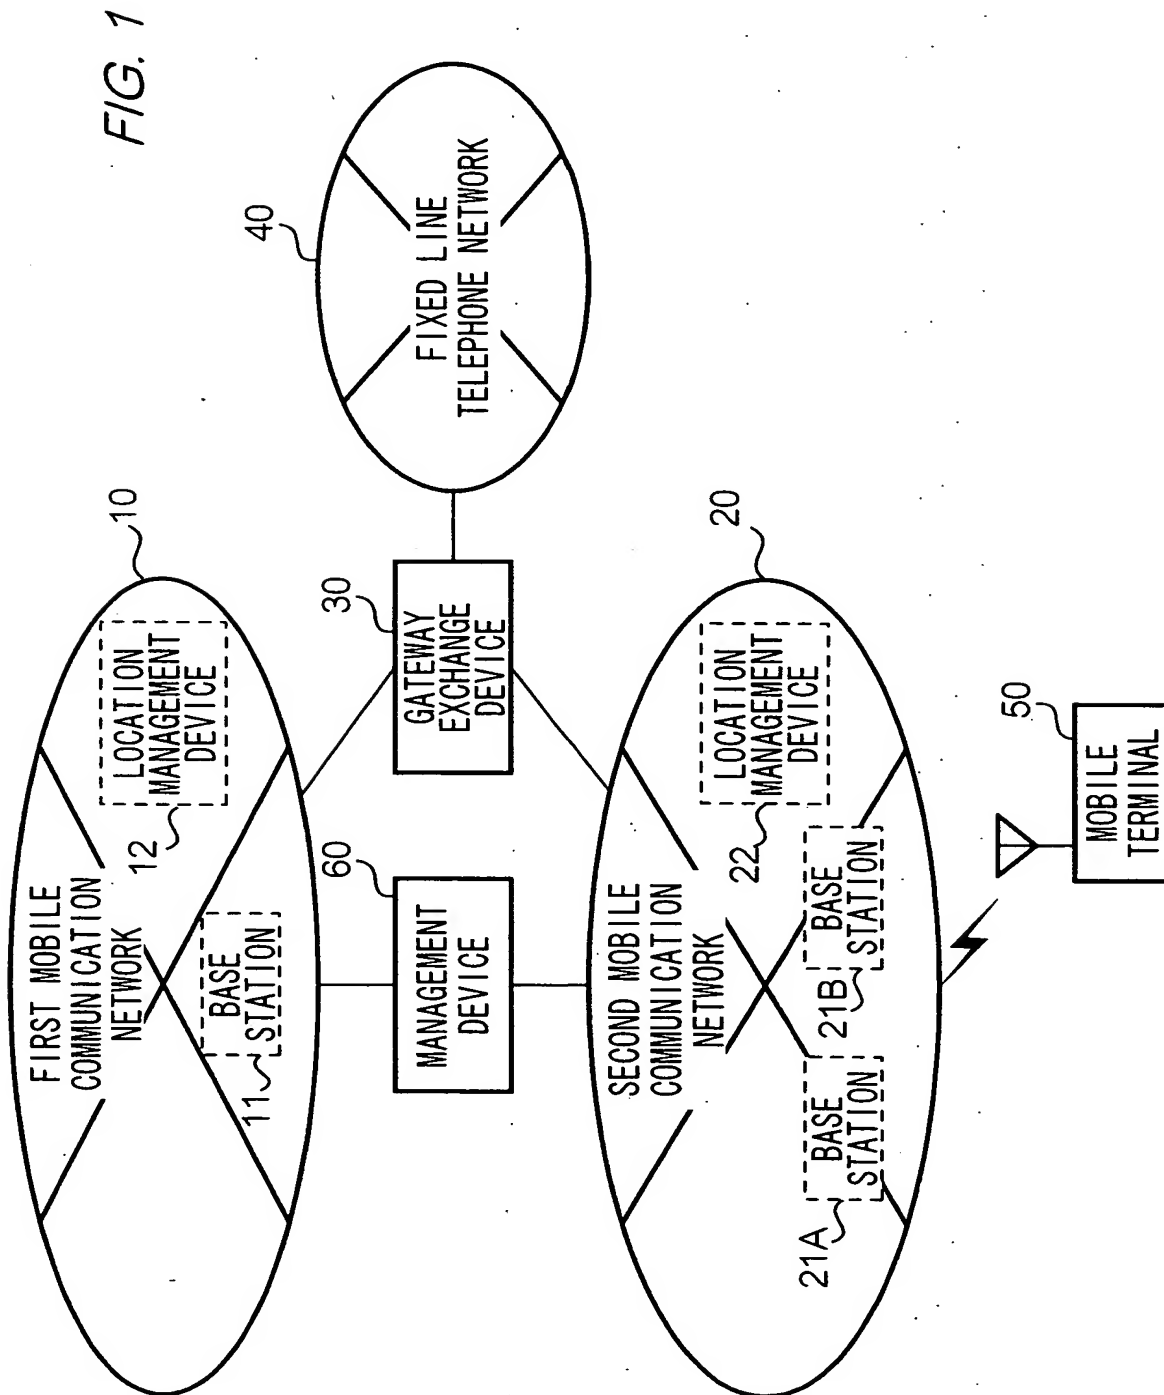 FIG. 1
10
FIRST MOBILE
COMMUNICATION
NETWORK
12
LOCATION
MANAGEMENT
DEVICE
11
BASE
STATION
60
MANAGEMENT
DEVICE
30
GATEWAY
EXCHANGE
DEVICE
40
FIXED LINE
TELEPHONE NETWORK
20
SECOND MOBILE
COMMUNICATION
NETWORK
22
LOCATION
MANAGEMENT
DEVICE
21A
BASE
STATION
21B
BASE
STATION
50
MOBILE
TERMINAL